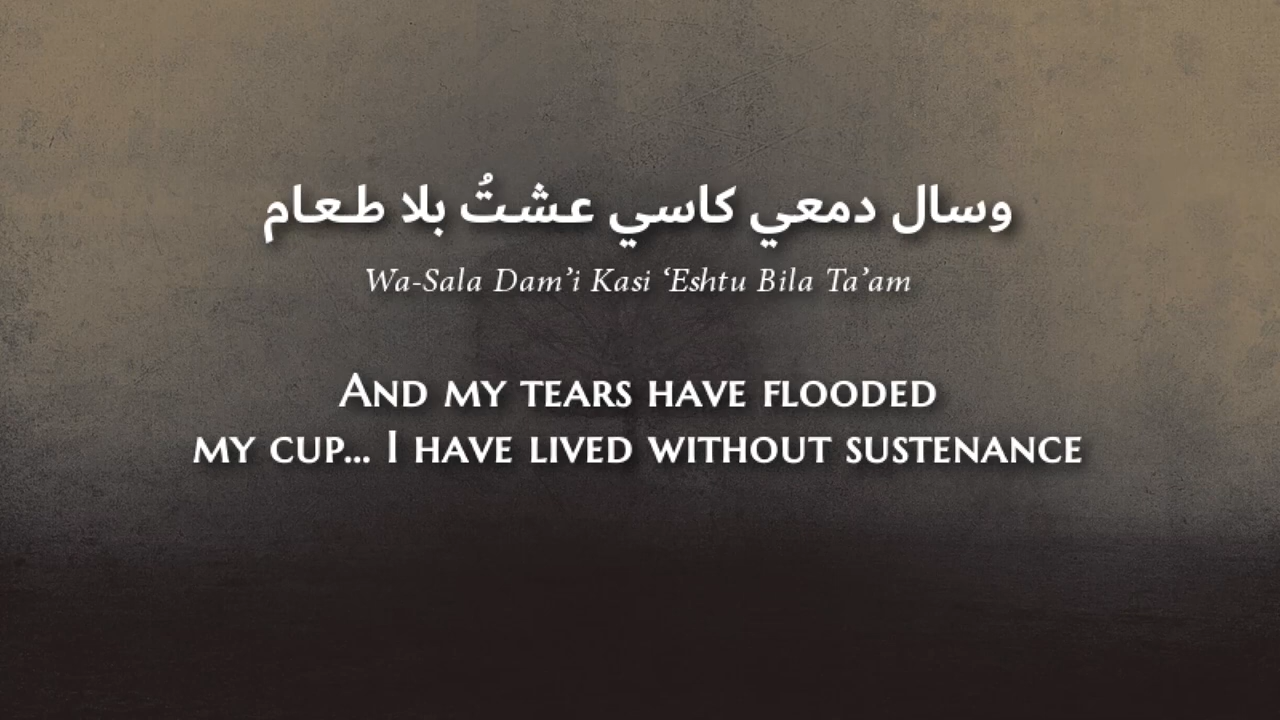 وسال دمعي كاسي عشتُ بلا طعام
Wa-Sala Dam’i Kasi ‘Eshtu Bila Ta’am
And my tears have flooded
my cup... I have lived without sustenance